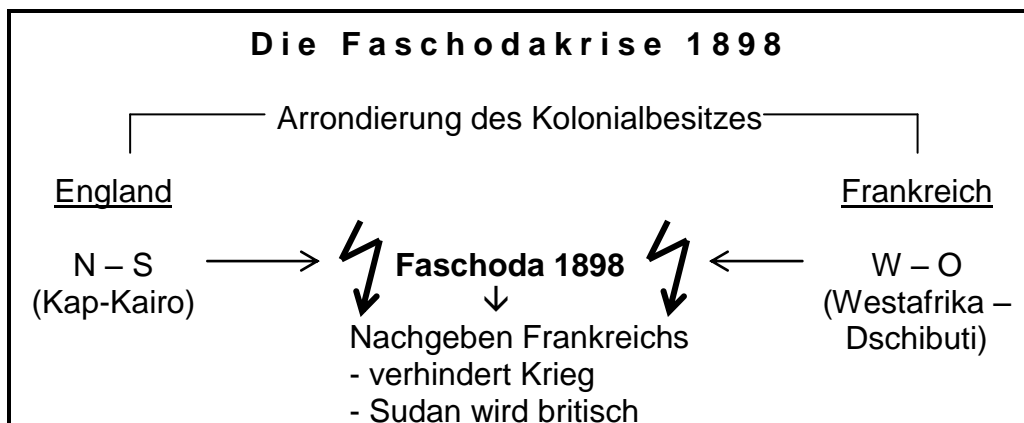 Die Faschodakrise 1898
Arrondierung des Kolonialbesitzes
England
Frankreich
N – S
(Kap-Kairo)
Faschoda 1898
W – O
(Westafrika –
Dschibuti)
Nachgeben Frankreichs
- verhindert Krieg
- Sudan wird britisch